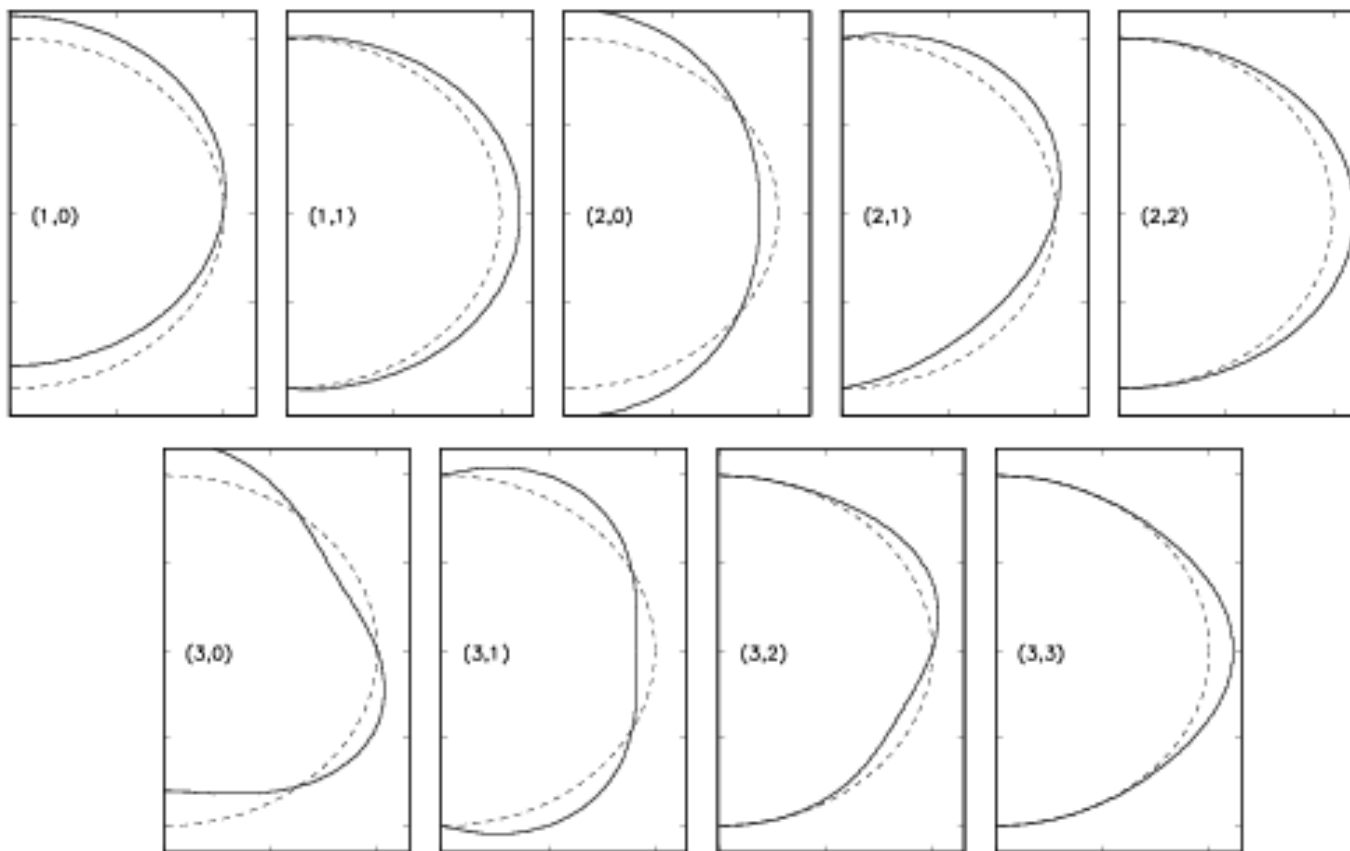 (1,0) (1,1) (2,0) (2,1) (2,2)
(3,0) (3,1) (3,2) (3,3)